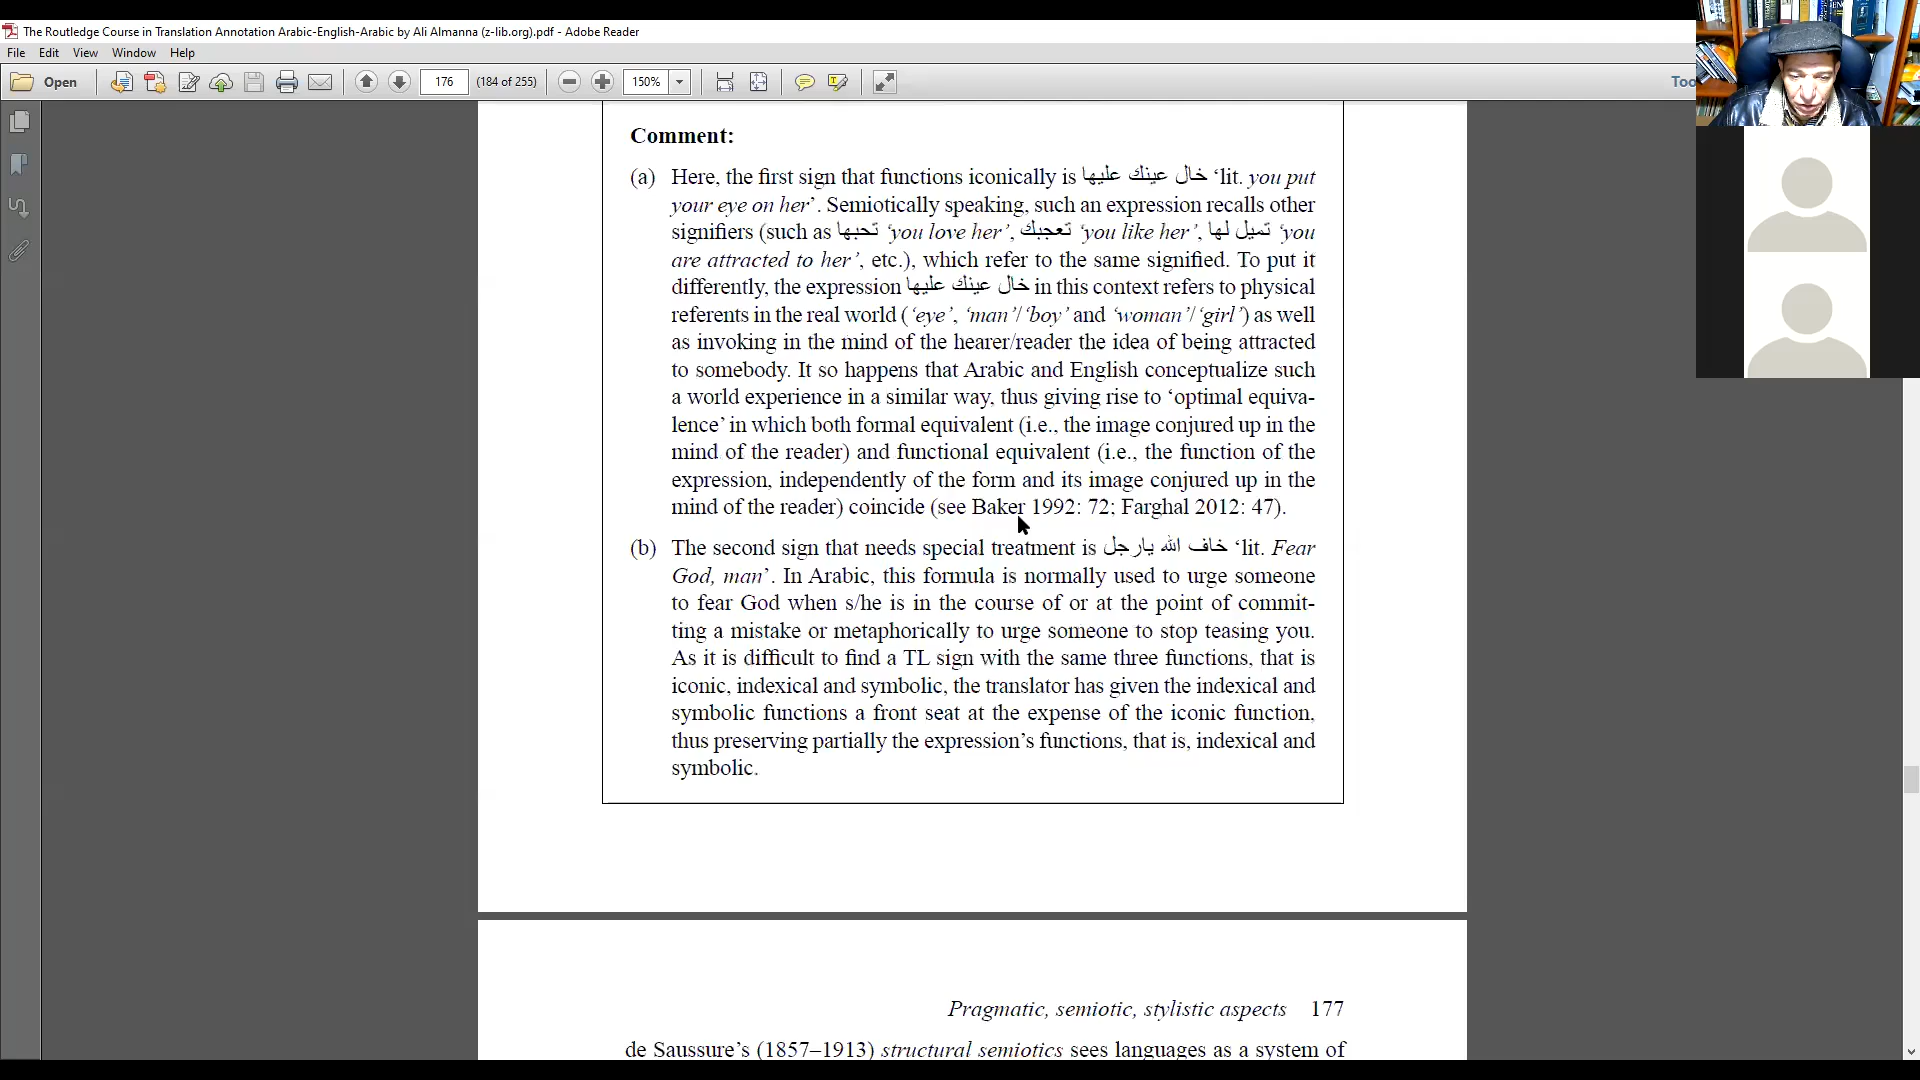 The Routledge Course in Translation Annotation Arabic-English-Arabic by Ali Almanna (z-lib.org).pdf - Adobe Reader
File Edit View Window Help
Open 176 (184 of 255) 150% Too
Comment:
(a) Here, the first sign that functions iconically is خال عينك عليها ‘lit. you put
your eye on her’. Semiotically speaking, such an expression recalls other
signifiers (such as تحبها ‘you love her’, تعجبك ‘you like her’, تميل لها ‘you
are attracted to her’, etc.), which refer to the same signified. To put it
differently, the expression خال عينك عليها in this context refers to physical
referents in the real world (‘eye’, ‘man’/‘boy’ and ‘woman’/‘girl’) as well
as invoking in the mind of the hearer/reader the idea of being attracted
to somebody. It so happens that Arabic and English conceptualize such
a world experience in a similar way, thus giving rise to ‘optimal equiva-
lence’ in which both formal equivalent (i.e., the image conjured up in the
mind of the reader) and functional equivalent (i.e., the function of the
expression, independently of the form and its image conjured up in the
mind of the reader) coincide (see Baker 1992: 72; Farghal 2012: 47).
(b) The second sign that needs special treatment is خاف الله يارجل ‘lit. Fear
God, man’. In Arabic, this formula is normally used to urge someone
to fear God when s/he is in the course of or at the point of commit-
ting a mistake or metaphorically to urge someone to stop teasing you.
As it is difficult to find a TL sign with the same three functions, that is
iconic, indexical and symbolic, the translator has given the indexical and
symbolic functions a front seat at the expense of the iconic function,
thus preserving partially the expression’s functions, that is, indexical and
symbolic.
Pragmatic, semiotic, stylistic aspects 177
de Saussure’s (1857–1913) structural semiotics sees languages as a system of